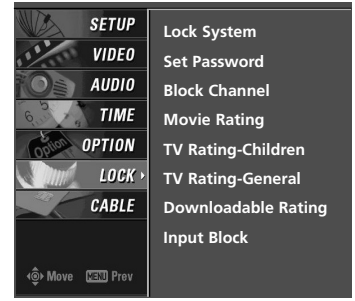 SETUP
VIDEO
AUDIO
TIME
OPTION
LOCK
CABLE
Move MENU Prev
Lock System
Set Password
Block Channel
Movie Rating
TV Rating-Children
TV Rating-General
Downloadable Rating
Input Block